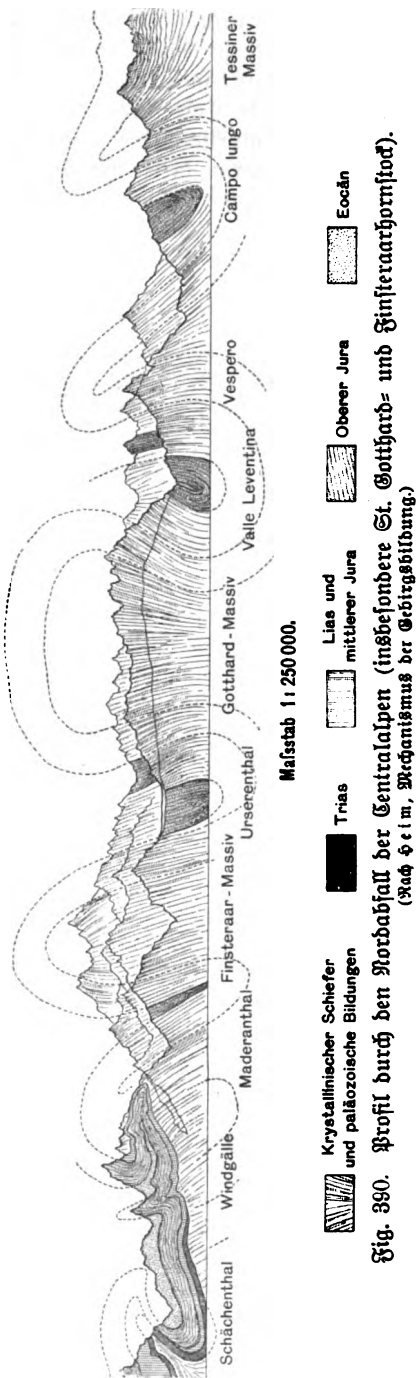 Schächenthal
Windgälle
Maderanthal
Finsteraar-Massiv
Urserenthal
Gotthard-Massiv
Valle Leventina
Vespero
Campo lungo
Tessiner
Massiv
Maſsstab 1:250000.
Krystallinischer Schiefer
und paläozoische Bildungen
Trias
Lias und
mittlerer Jura
Oberer Jura
Eocän
Fig. 390. Profil durch den Nordabfall der Centralalpen (insbesondere St. Gotthard- und Finsteraarhornstock).
(Nach Heim, Mechanismus der Gebirgsbildung.)